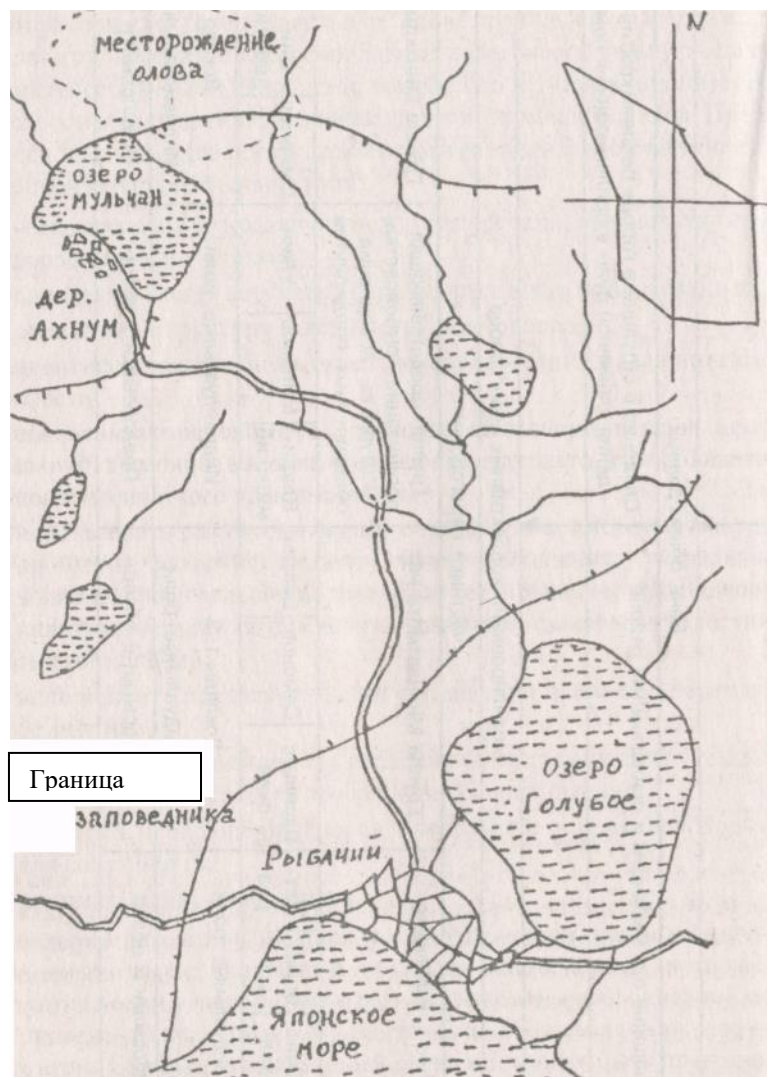 N
месторождение
олова
озеро
Мульчан
дер.
Ахнум
Граница
заповедника
Рыбачий
Озеро
Голубое
Японское
море